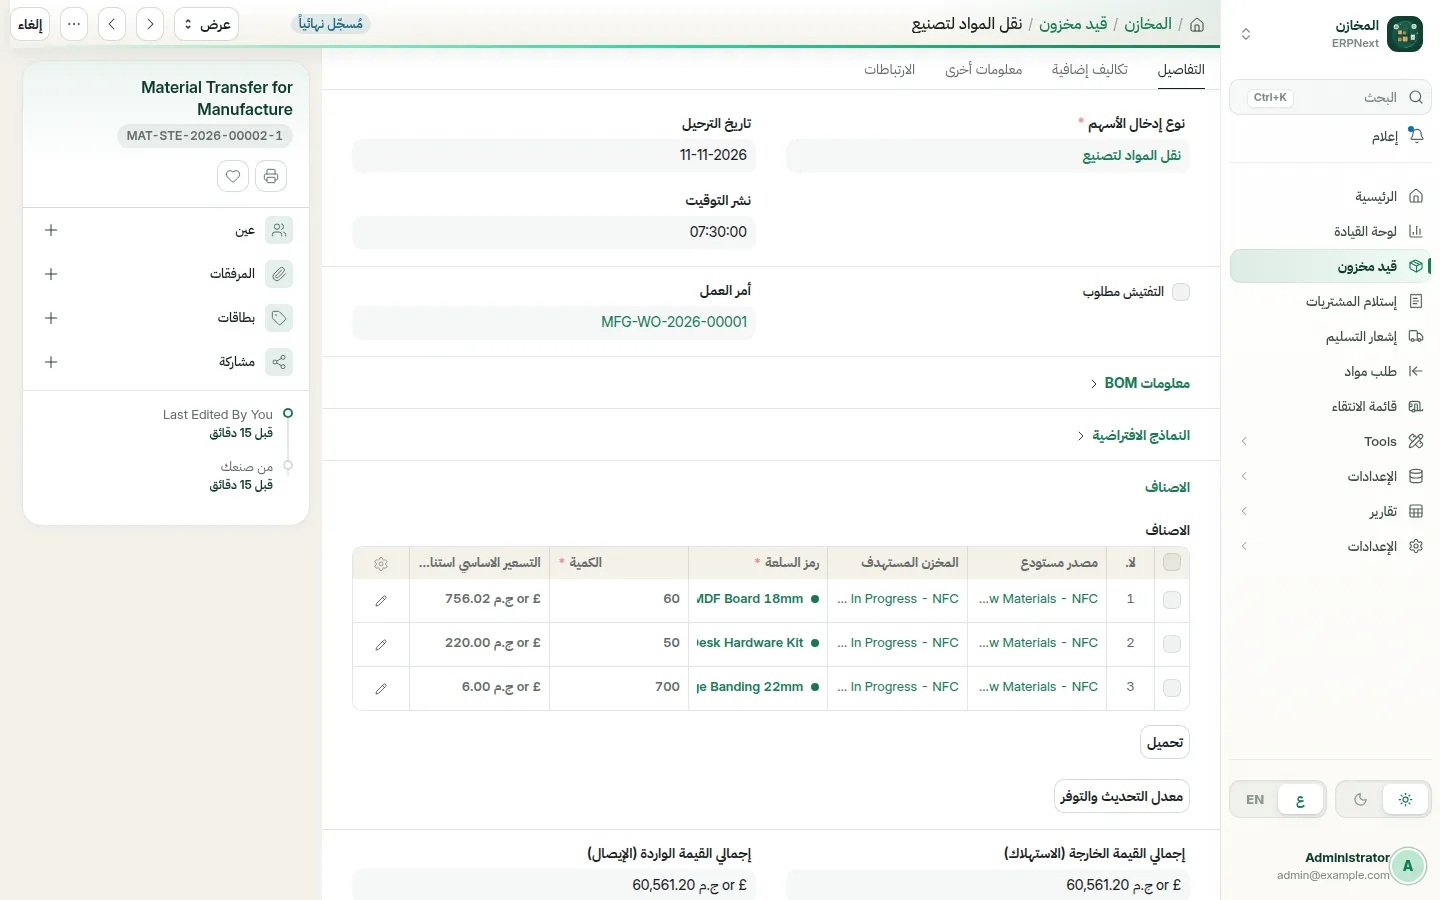 المخازن
ERPNext
البحث
Ctrl+K
إعلام
الرئيسية
لوحة القيادة
قيد مخزون
إستلام المشتريات
إشعار التسليم
طلب مواد
قائمة الانتقاء
Tools
الإعدادات
تقارير
الإعدادات
ع
EN
Administrator
admin@example.com
A
المخازن / قيد مخزون / نقل المواد لتصنيع
مُسجّل نهائياً
عرض
إلغاء
التفاصيل
تكاليف إضافية
معلومات أخرى
الارتباطات
نوع إدخال الأسهم *
نقل المواد لتصنيع
تاريخ الترحيل
11-11-2026
نشر التوقيت
07:30:00
التفتيش مطلوب
أمر العمل
MFG-WO-2026-00001
معلومات BOM
النماذج الافتراضية
الاصناف
الاصناف
لا. مصدر مستودع المخزن المستهدف رمز السلعة * الكمية * التسعير الاساسي استنا...
1 ...w Materials - NFC ... In Progress - NFC MDF Board 18mm 60 756.02 ج.م or £
2 ...w Materials - NFC ... In Progress - NFC esk Hardware Kit 50 220.00 ج.م or £
3 ...w Materials - NFC ... In Progress - NFC ge Banding 22mm 700 6.00 ج.م or £
تحميل
معدل التحديث والتوفر
إجمالي القيمة الخارجة (الاستهلاك)
60,561.20 ج.م or £
إجمالي القيمة الواردة (الإيصال)
60,561.20 ج.م or £
Material Transfer for
Manufacture
MAT-STE-2026-00002-1
عين
المرفقات
بطاقات
مشاركة
Last Edited By You
قبل 15 دقائق
من صنعك
قبل 15 دقائق